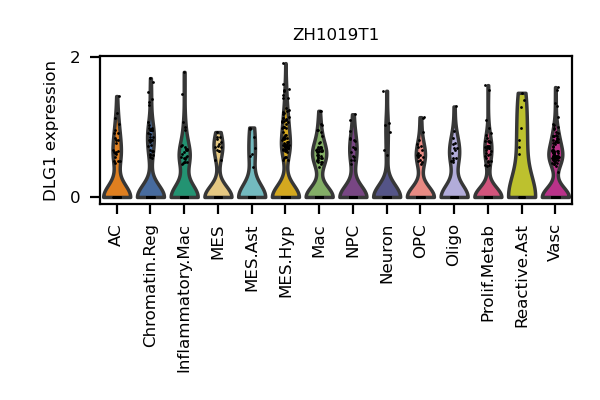 ZH1019T1
DLG1 expression
2
0
AC
Chromatin.Reg
Inflammatory.Mac
MES
MES.Ast
MES.Hyp
Mac
NPC
Neuron
OPC
Oligo
Prolif.Metab
Reactive.Ast
Vasc